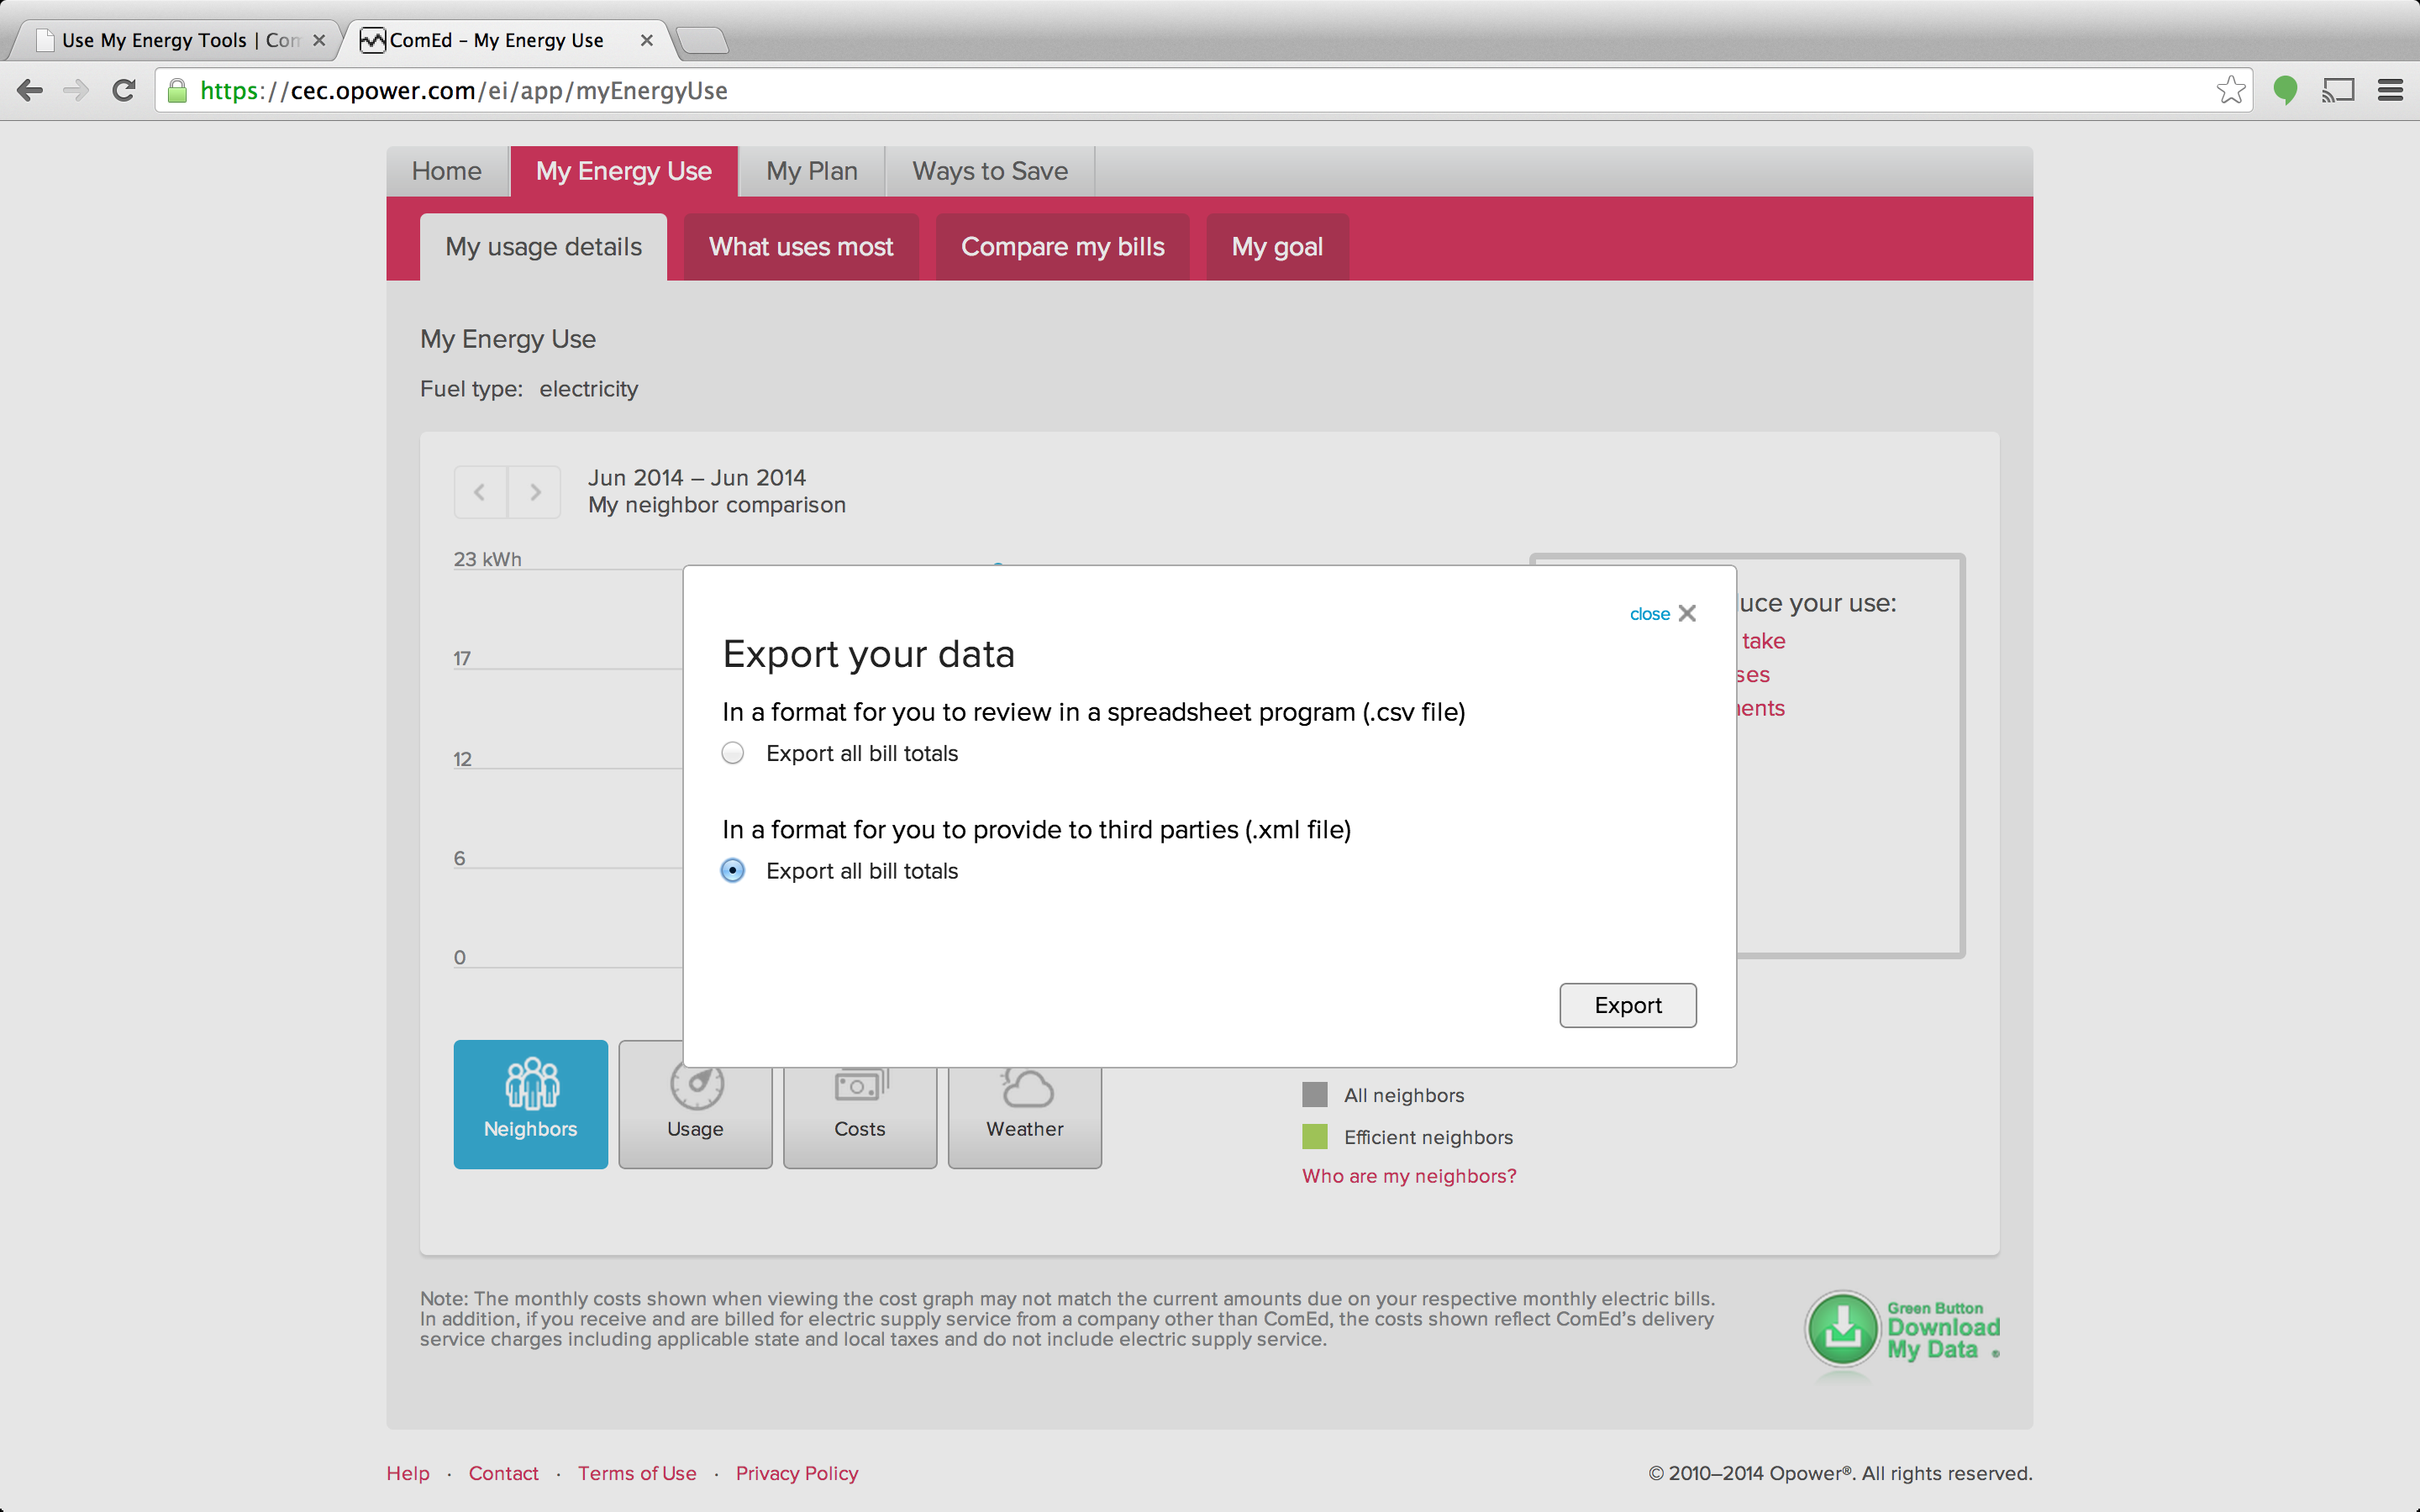 Use My Energy Tools | Com
ComEd – My Energy Use
https://cec.opower.com/ei/app/myEnergyUse
Home
My Energy Use
My Plan
Ways to Save
My usage details
What uses most
Compare my bills
My goal
My Energy Use
Fuel type: electricity
Jun 2014 – Jun 2014
My neighbor comparison
23 kWh
17
12
6
0
close
Export your data
In a format for you to review in a spreadsheet program (.csv file)
Export all bill totals
In a format for you to provide to third parties (.xml file)
Export all bill totals
Export
your use:
take
Neighbors
Usage
Costs
Weather
All neighbors
Efficient neighbors
Who are my neighbors?
Note: The monthly costs shown when viewing the cost graph may not match the current amounts due on your respective monthly electric bills.
In addition, if you receive and are billed for electric supply service from a company other than ComEd, the costs shown reflect ComEd's delivery
service charges including applicable state and local taxes and do not include electric supply service.
Green Button
Download
My Data
Help · Contact · Terms of Use · Privacy Policy
© 2010–2014 Opower®. All rights reserved.